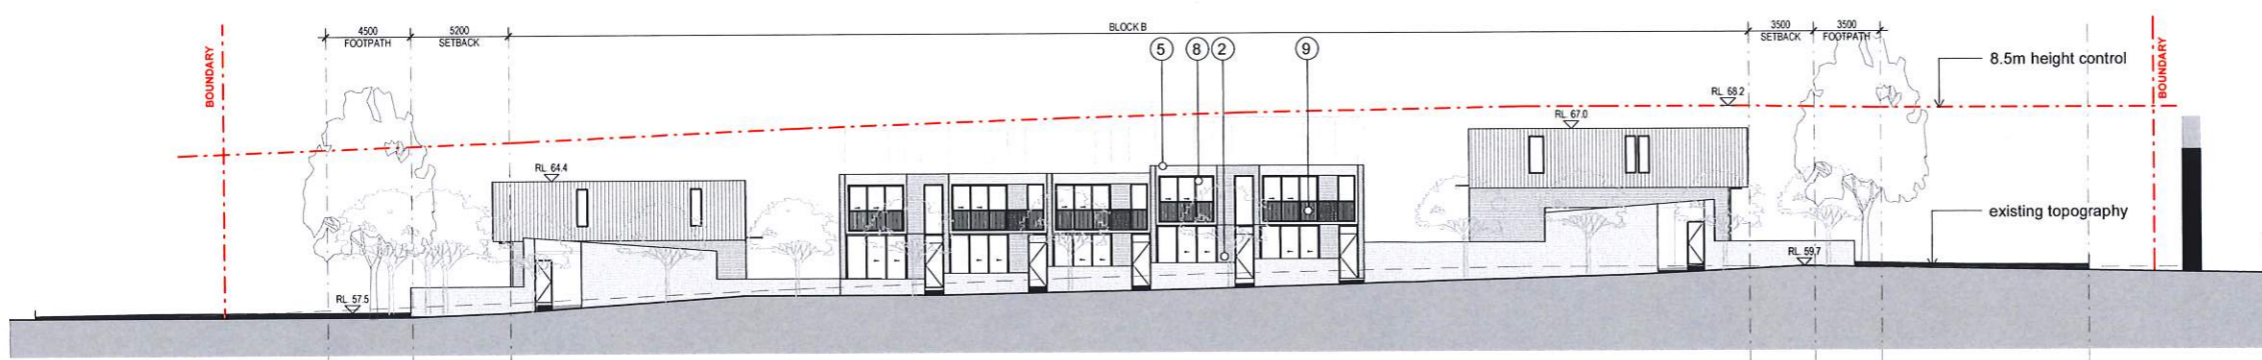 4500
FOOTPATH
5200
SETBACK
BLOCK B
3500
SETBACK
3500
FOOTPATH
BOUNDARY
5
8
2
9
8.5m height control
BOUNDARY
RL 68.2
RL 67.0
RL 64.4
existing topography
RL 59.7
RL 57.5